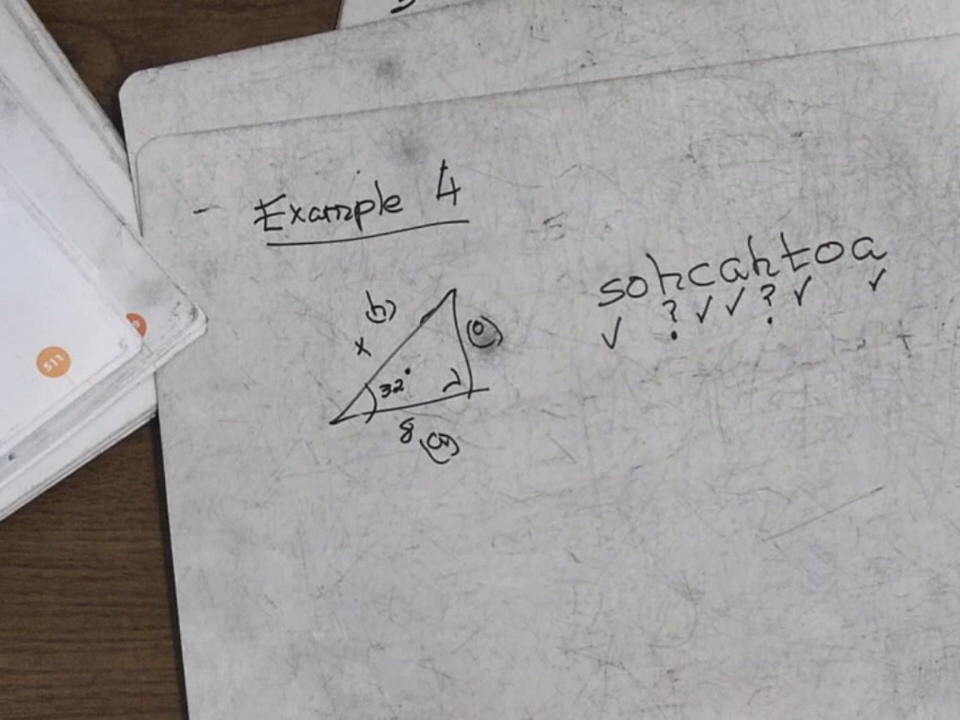 Example 4
sohcahtoa
✓ ? ✓ ✓ ? ✓ ✓
(h)
x
(o)
32°
8
(a)